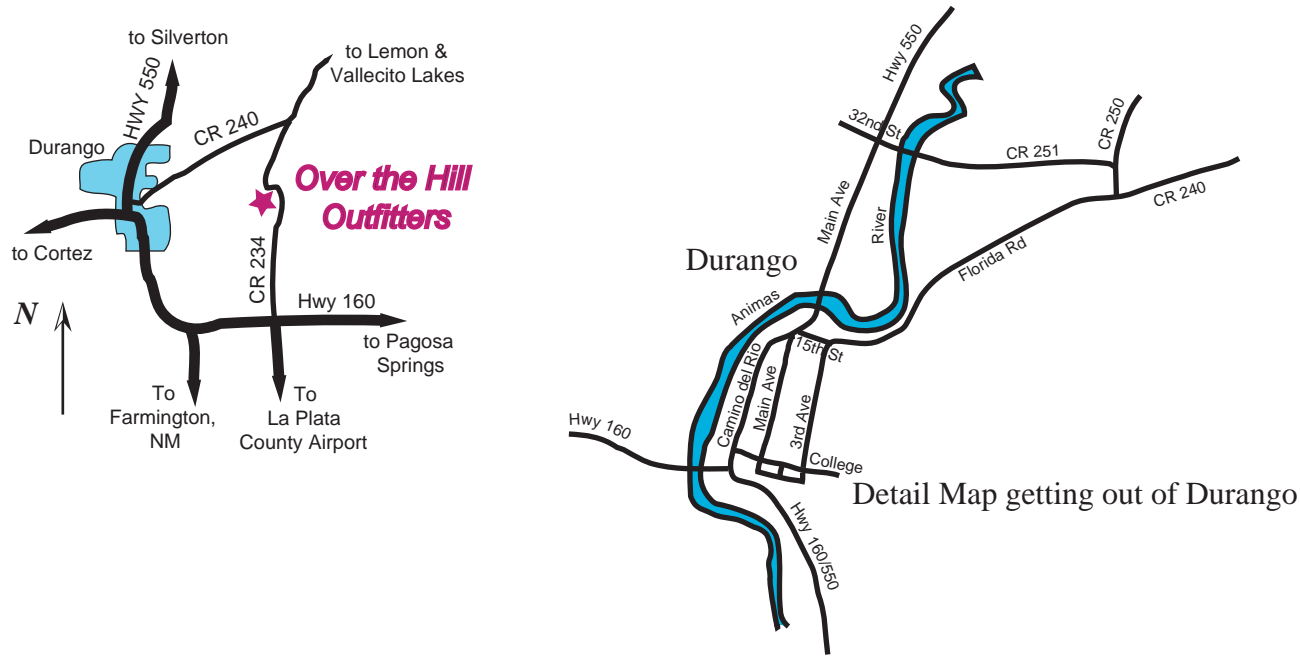 to Silverton
HWY 550
to Lemon &
Vallecito Lakes
CR 240
Durango
Over the Hill
Outfitters
to Cortez
CR 234
Hwy 160
N
to Pagosa
Springs
To
Farmington,
NM
To
La Plata
County Airport
Hwy 550
32nd St
CR 250
CR 251
CR 240
Main Ave
River
Florida Rd
Durango
Animas
15th St
Camino del Rio
Main Ave
3rd Ave
Hwy 160
College
Detail Map getting out of Durango
Hwy 160/550